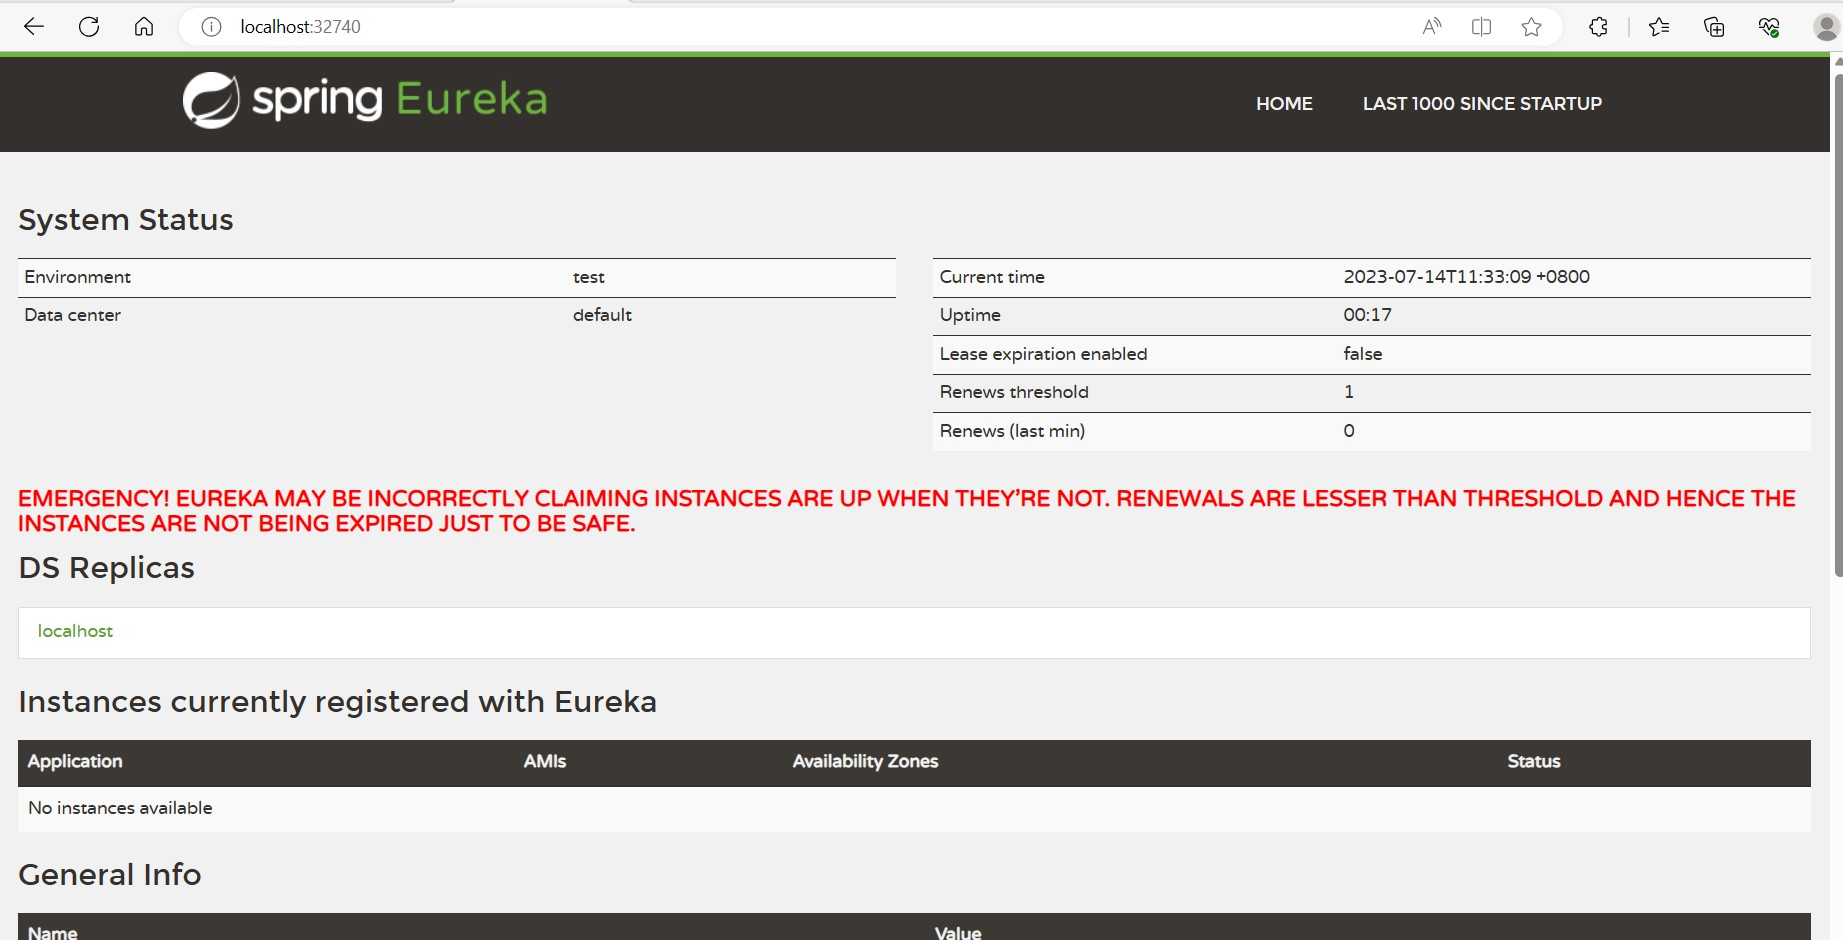 localhost:32740
spring Eureka
HOME LAST 1000 SINCE STARTUP
System Status
Environment test
Data center default
Current time 2023-07-14T11:33:09 +0800
Uptime 00:17
Lease expiration enabled false
Renews threshold 1
Renews (last min) 0
EMERGENCY! EUREKA MAY BE INCORRECTLY CLAIMING INSTANCES ARE UP WHEN THEY'RE NOT. RENEWALS ARE LESSER THAN THRESHOLD AND HENCE THE
INSTANCES ARE NOT BEING EXPIRED JUST TO BE SAFE.
DS Replicas
localhost
Instances currently registered with Eureka
Application AMIs Availability Zones Status
No instances available
General Info
Name Value